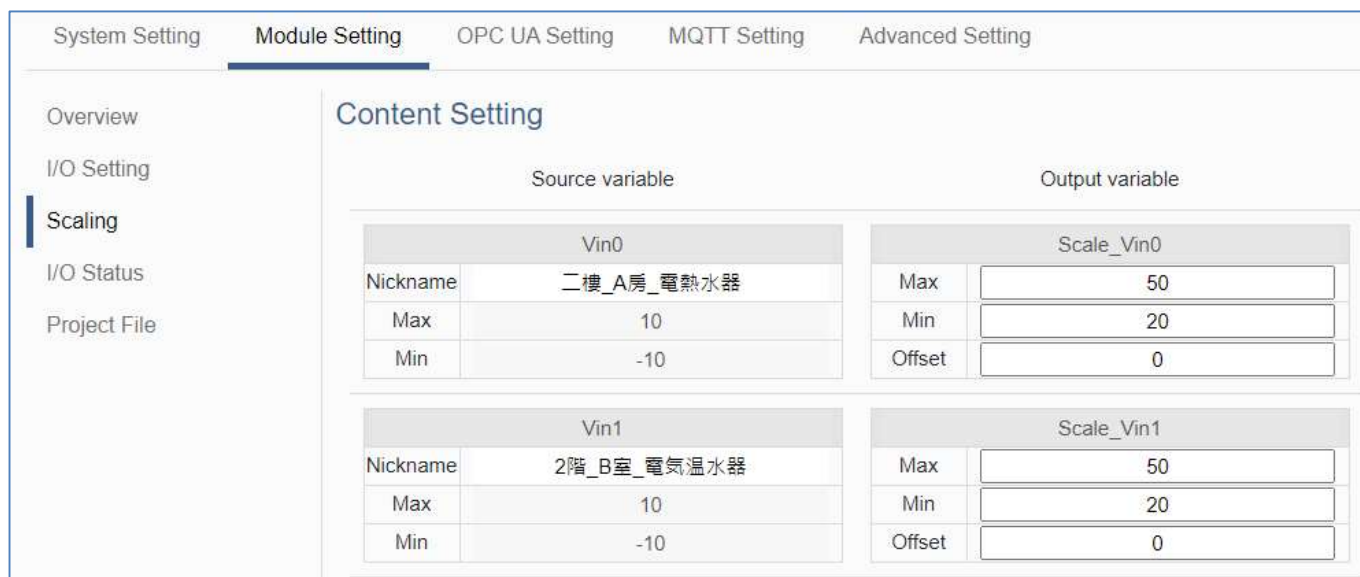 System Setting Module Setting OPC UA Setting MQTT Setting Advanced Setting
Overview
I/O Setting
Scaling
I/O Status
Project File
Content Setting
Source variable Output variable
Vin0 Scale_Vin0
Nickname 二樓_A房_電熱水器 Max 50
Max 10 Min 20
Min -10 Offset 0
Vin1 Scale_Vin1
Nickname 2階_B室_電気温水器 Max 50
Max 10 Min 20
Min -10 Offset 0